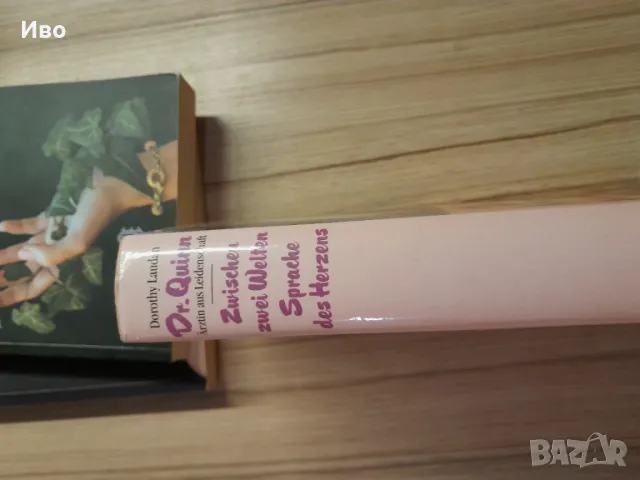 Иво
Dorothy Laudan
Dr. Quinn
Ärztin aus Leidenschaft
Zwischen
zwei Welten
Sprache
des Herzens
BAZAR